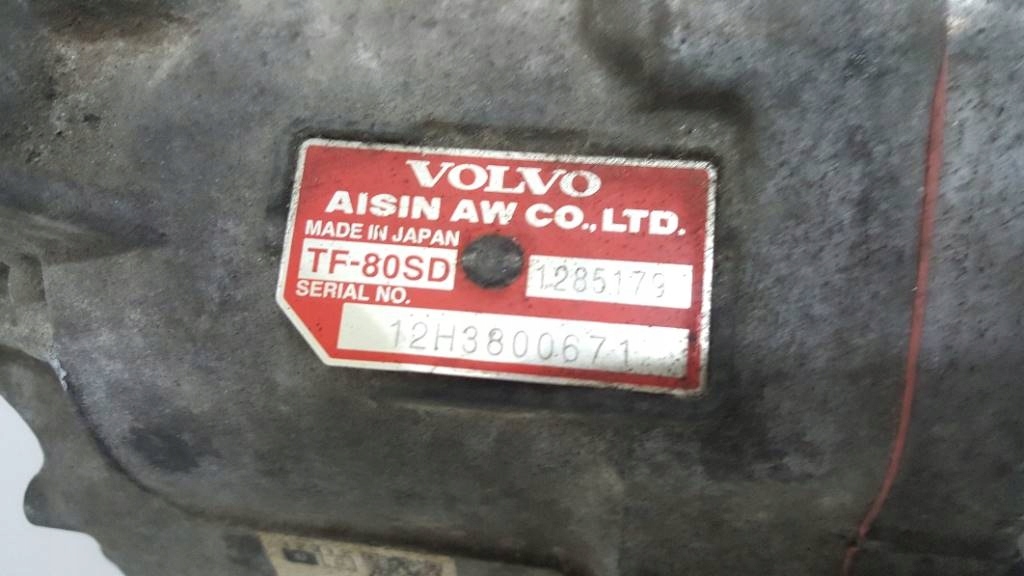 VOLVO
AISIN AW CO.,LTD.
MADE IN JAPAN
TF-80SD 1285179
SERIAL NO.
12H3800671